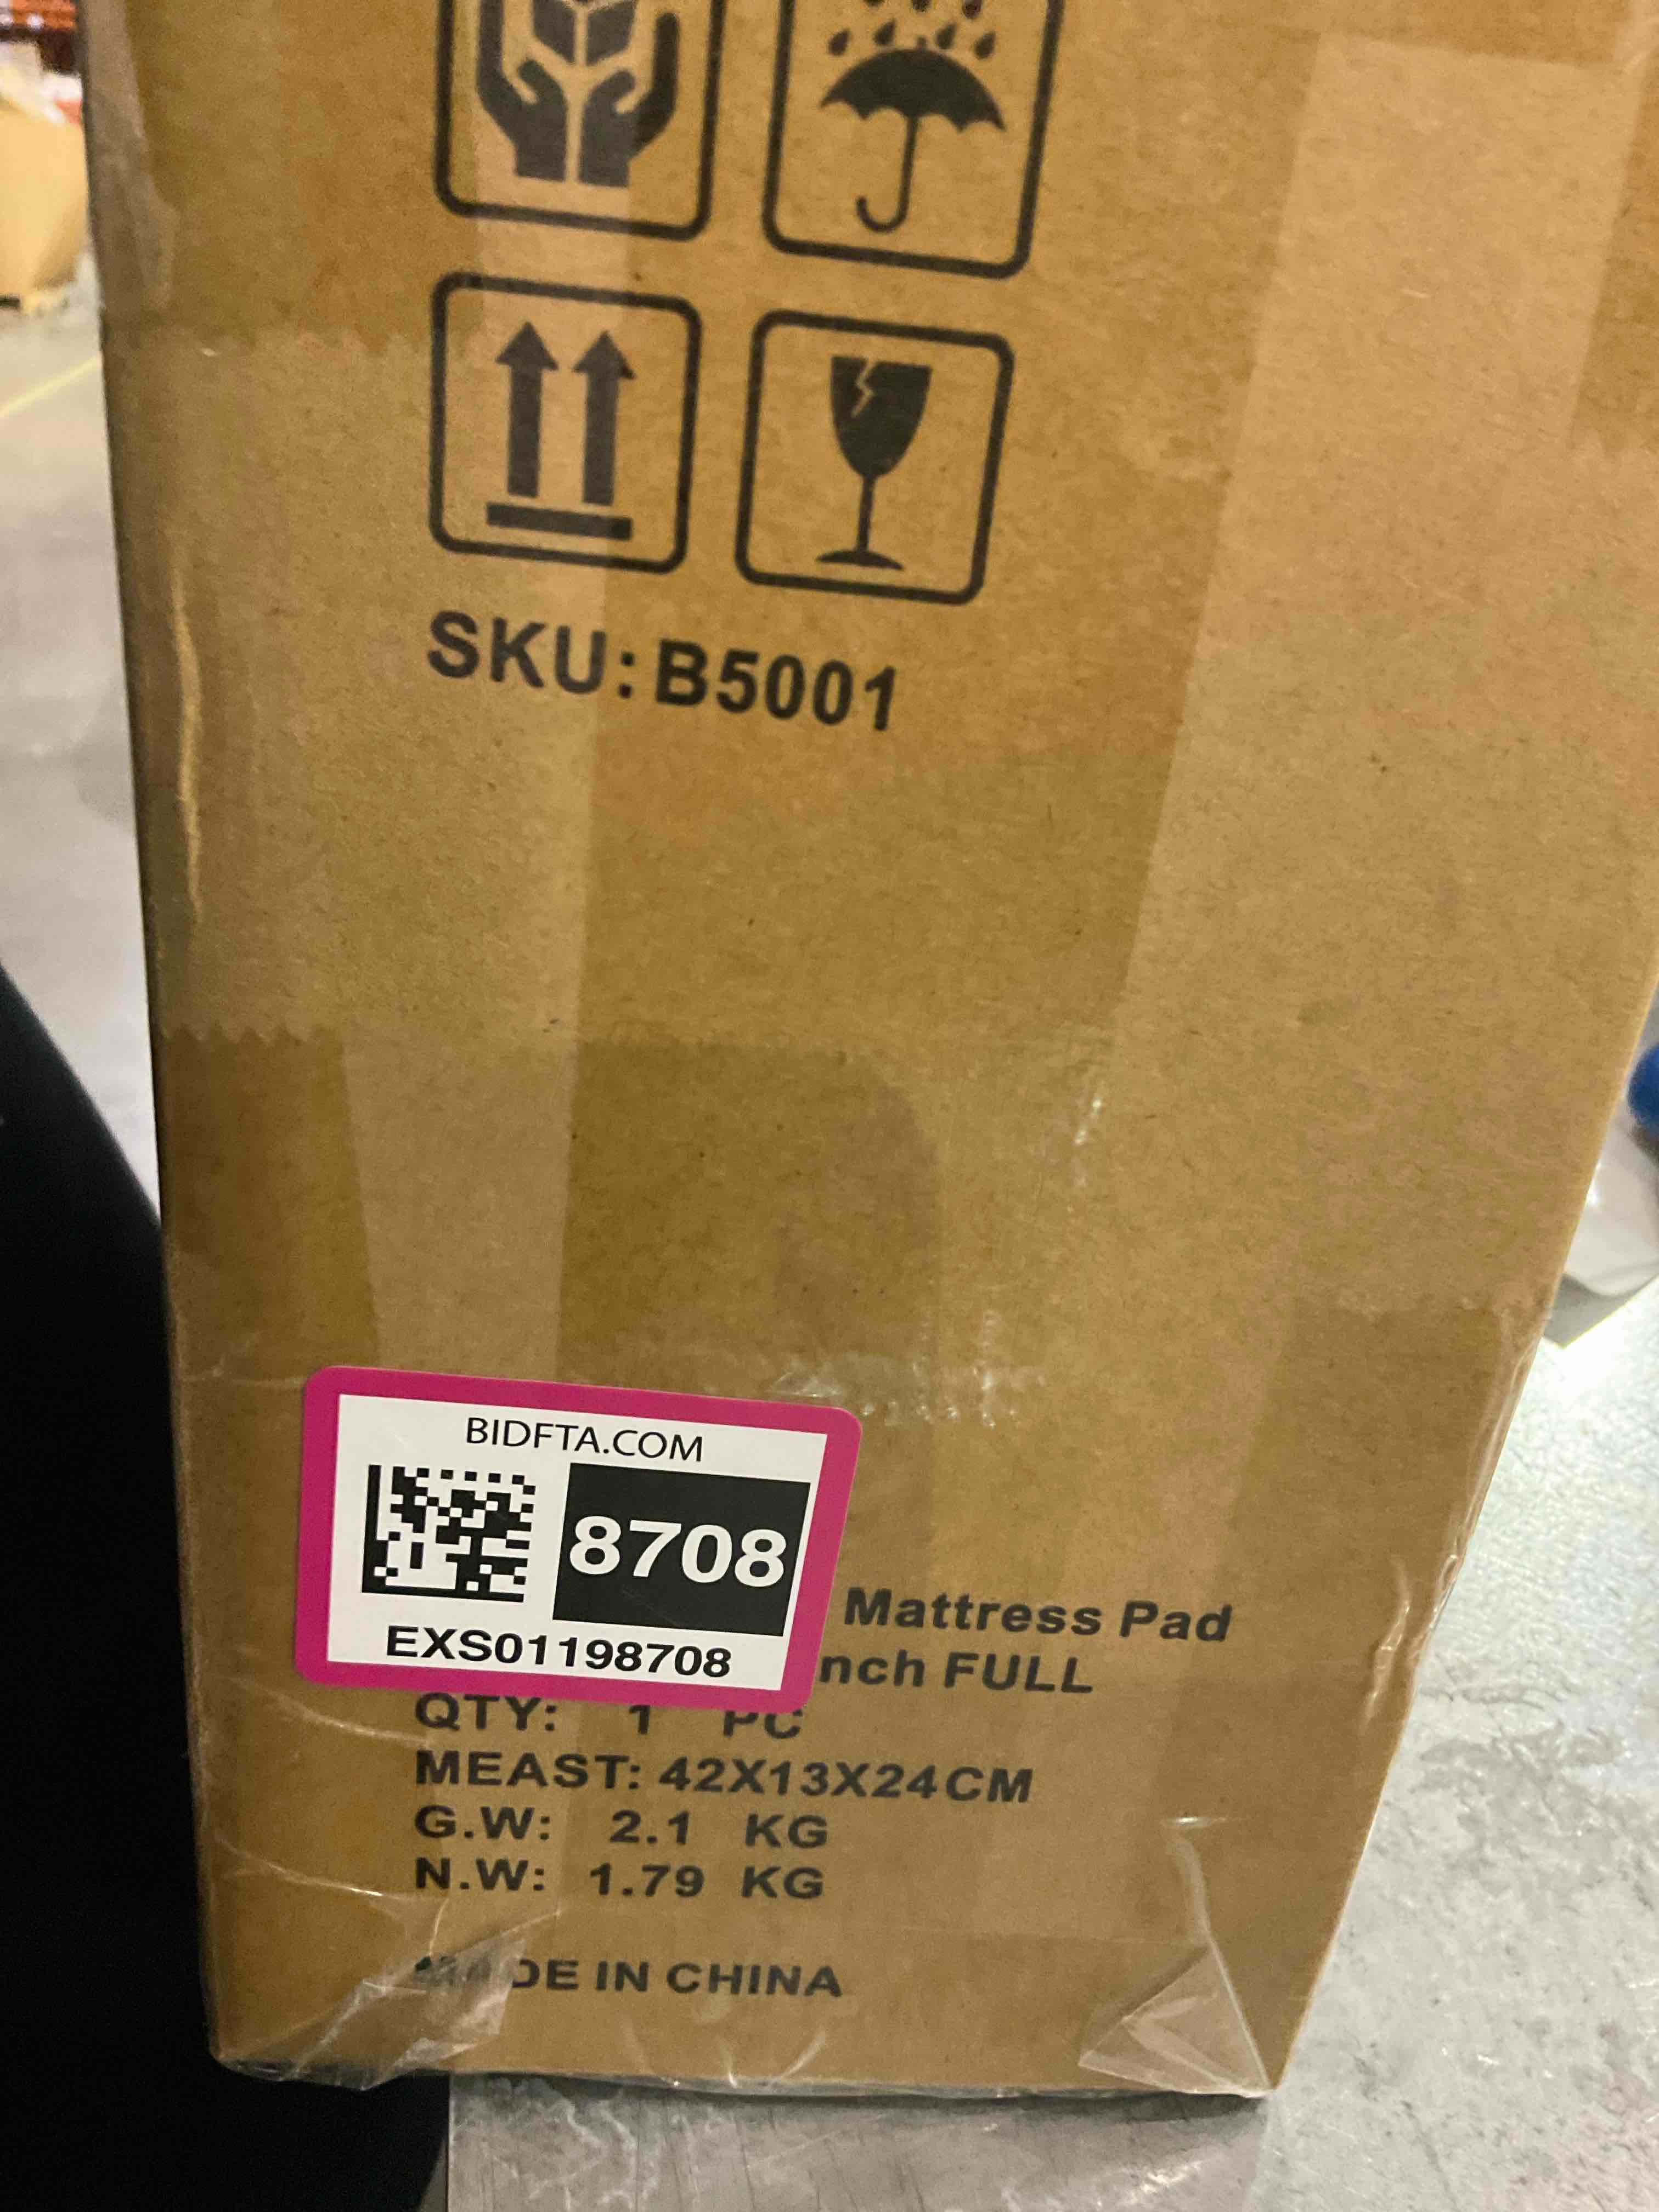 SKU:B5001
BIDFTA.COM
8708
EXS01198708
Mattress Pad
nch FULL
QTY: 1 PC
MEAST: 42X13X24CM
G.W: 2.1 KG
N.W: 1.79 KG
MADE IN CHINA